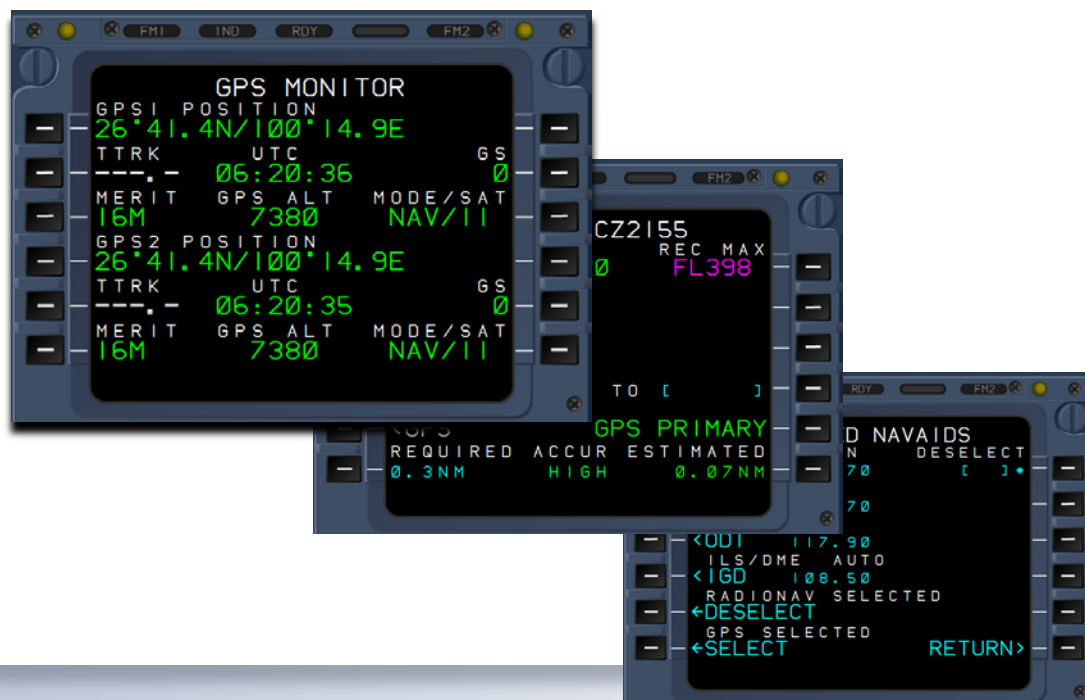 FM1 IND RDY FM2
GPS MONITOR
GPS1 POSITION
26°41.4N/100°14.9E
TTRK UTC GS
---.- 06:20:36 0
MERIT GPS ALT MODE/SAT
16M 7380 NAV/11
GPS2 POSITION
26°41.4N/100°14.9E
TTRK UTC GS
---.- 06:20:35 0
MERIT GPS ALT MODE/SAT
16M 7380 NAV/11
FM2
CZ2155
REC MAX
0 FL398
TO [ ]
<GPS GPS PRIMARY
REQUIRED ACCUR ESTIMATED
0.3NM HIGH 0.07NM
RDY FM2
D NAVAIDS
N DESELECT
70 [ ]*
70
<ODI 117.90
ILS/DME AUTO
<IGD 108.50
RADIONAV SELECTED
←DESELECT
GPS SELECTED
←SELECT RETURN>